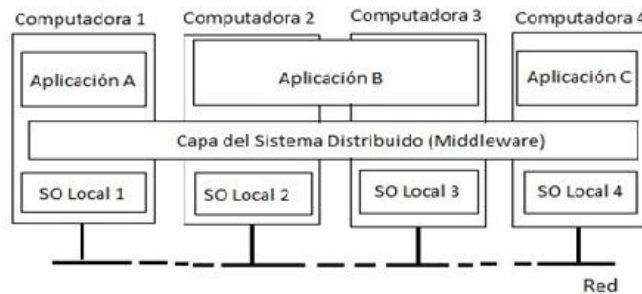 Computadora 1 Computadora 2 Computadora 3 Computadora 4
Aplicación A Aplicación B Aplicación C
Capa del Sistema Distribuido (Middleware)
SO Local 1 SO Local 2 SO Local 3 SO Local 4
Red